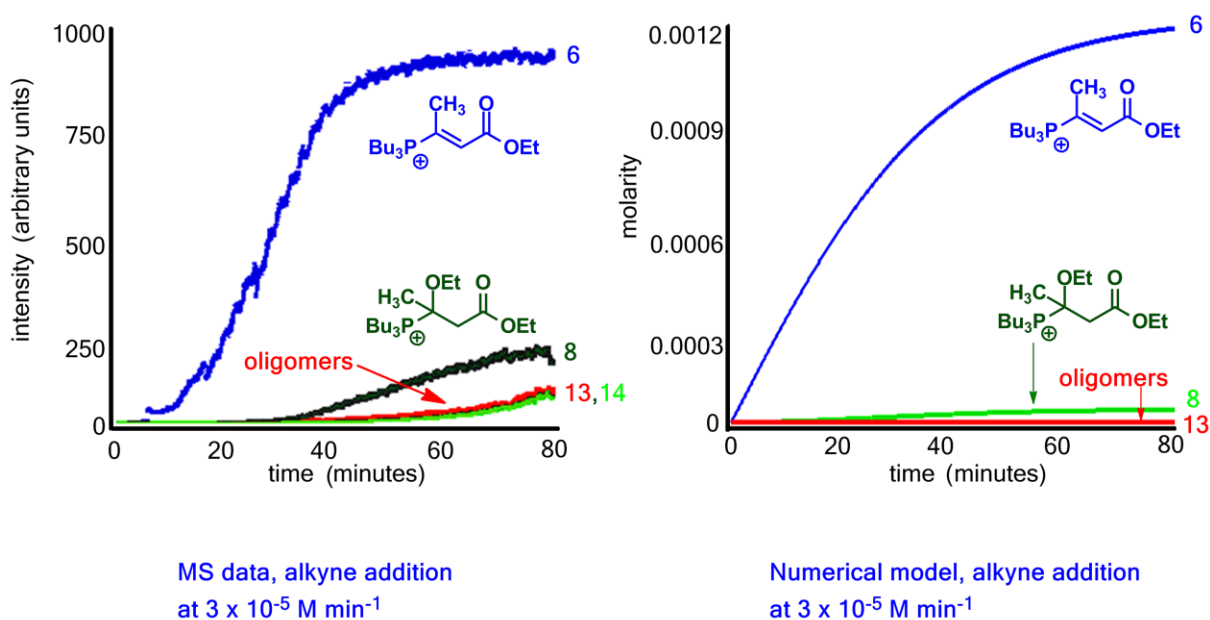 1000
750
500
250
0
intensity (arbitrary units)
6
CH₃
O
Bu₃P
⊕
OEt
OEt
O
H₃C
Bu₃P
⊕
OEt
oligomers
8
13,14
0
20
40
60
80
time (minutes)
MS data, alkyne addition
at 3 x 10⁻⁵ M min⁻¹
0.0012
0.0009
0.0006
0.0003
0
molarity
6
CH₃
O
Bu₃P
⊕
OEt
OEt
O
H₃C
Bu₃P
⊕
OEt
oligomers
8
13
0
20
40
60
80
time (minutes)
Numerical model, alkyne addition
at 3 x 10⁻⁵ M min⁻¹